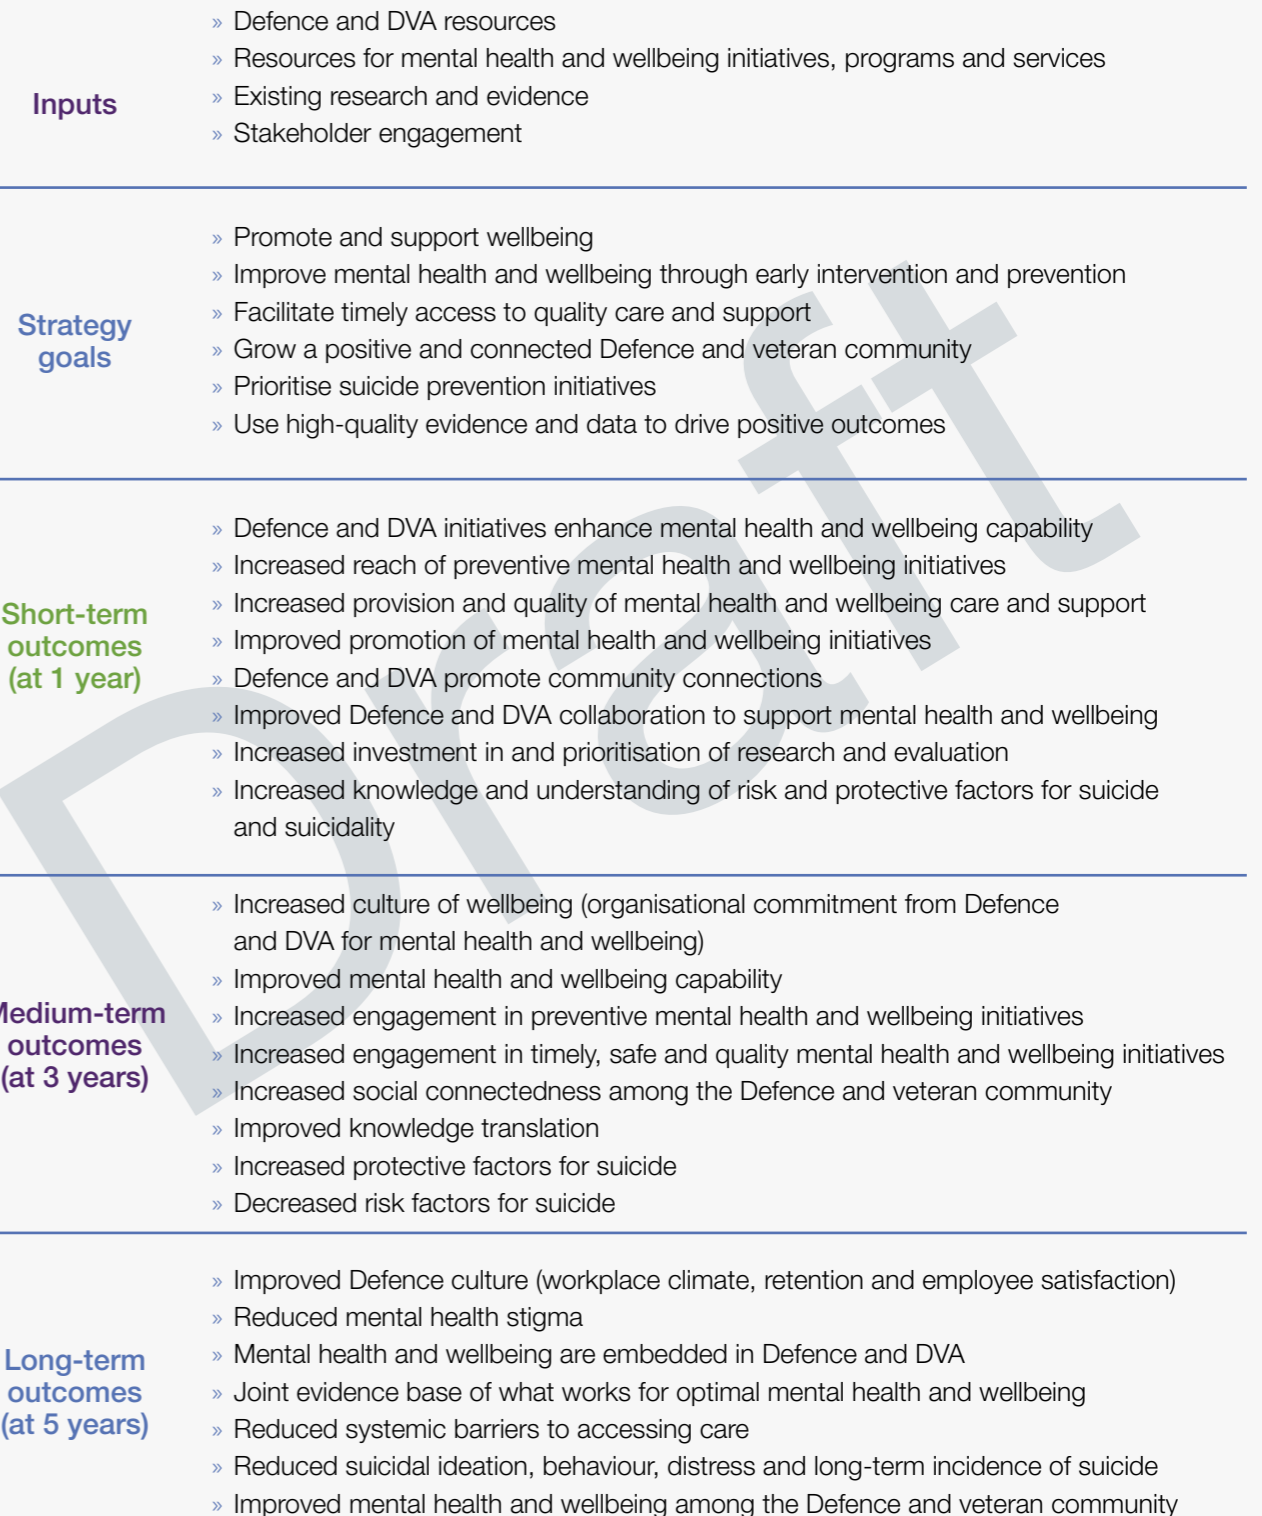 Inputs
» Defence and DVA resources
» Resources for mental health and wellbeing initiatives, programs and services
» Existing research and evidence
» Stakeholder engagement
Strategy
goals
» Promote and support wellbeing
» Improve mental health and wellbeing through early intervention and prevention
» Facilitate timely access to quality care and support
» Grow a positive and connected Defence and veteran community
» Prioritise suicide prevention initiatives
» Use high-quality evidence and data to drive positive outcomes
Short-term
outcomes
(at 1 year)
» Defence and DVA initiatives enhance mental health and wellbeing capability
» Increased reach of preventive mental health and wellbeing initiatives
» Increased provision and quality of mental health and wellbeing care and support
» Improved promotion of mental health and wellbeing initiatives
» Defence and DVA promote community connections
» Improved Defence and DVA collaboration to support mental health and wellbeing
» Increased investment in and prioritisation of research and evaluation
» Increased knowledge and understanding of risk and protective factors for suicide
and suicidality
Medium-term
outcomes
(at 3 years)
» Increased culture of wellbeing (organisational commitment from Defence
and DVA for mental health and wellbeing)
» Improved mental health and wellbeing capability
» Increased engagement in preventive mental health and wellbeing initiatives
» Increased engagement in timely, safe and quality mental health and wellbeing initiatives
» Increased social connectedness among the Defence and veteran community
» Improved knowledge translation
» Increased protective factors for suicide
» Decreased risk factors for suicide
Long-term
outcomes
(at 5 years)
» Improved Defence culture (workplace climate, retention and employee satisfaction)
» Reduced mental health stigma
» Mental health and wellbeing are embedded in Defence and DVA
» Joint evidence base of what works for optimal mental health and wellbeing
» Reduced systemic barriers to accessing care
» Reduced suicidal ideation, behaviour, distress and long-term incidence of suicide
» Improved mental health and wellbeing among the Defence and veteran community
Draft